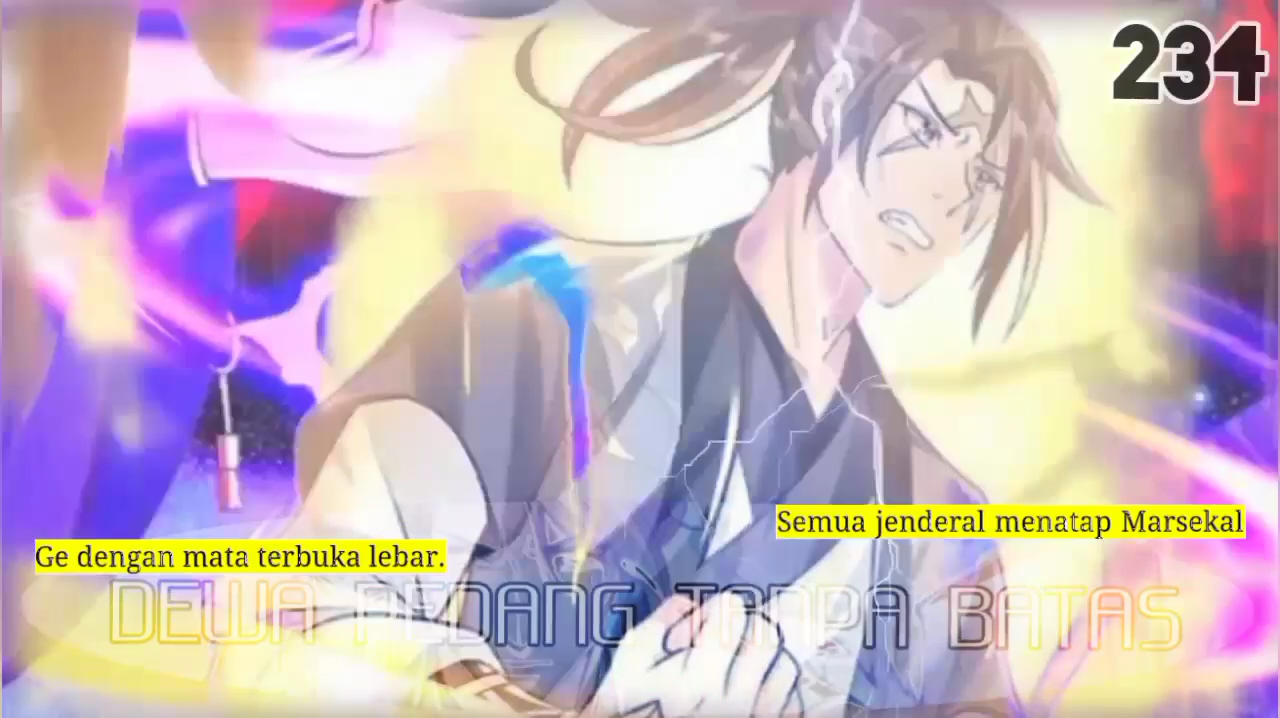 234
Semua jenderal menatap Marsekal
Ge dengan mata terbuka lebar.
DEWA PEDANG TANPA BATAS